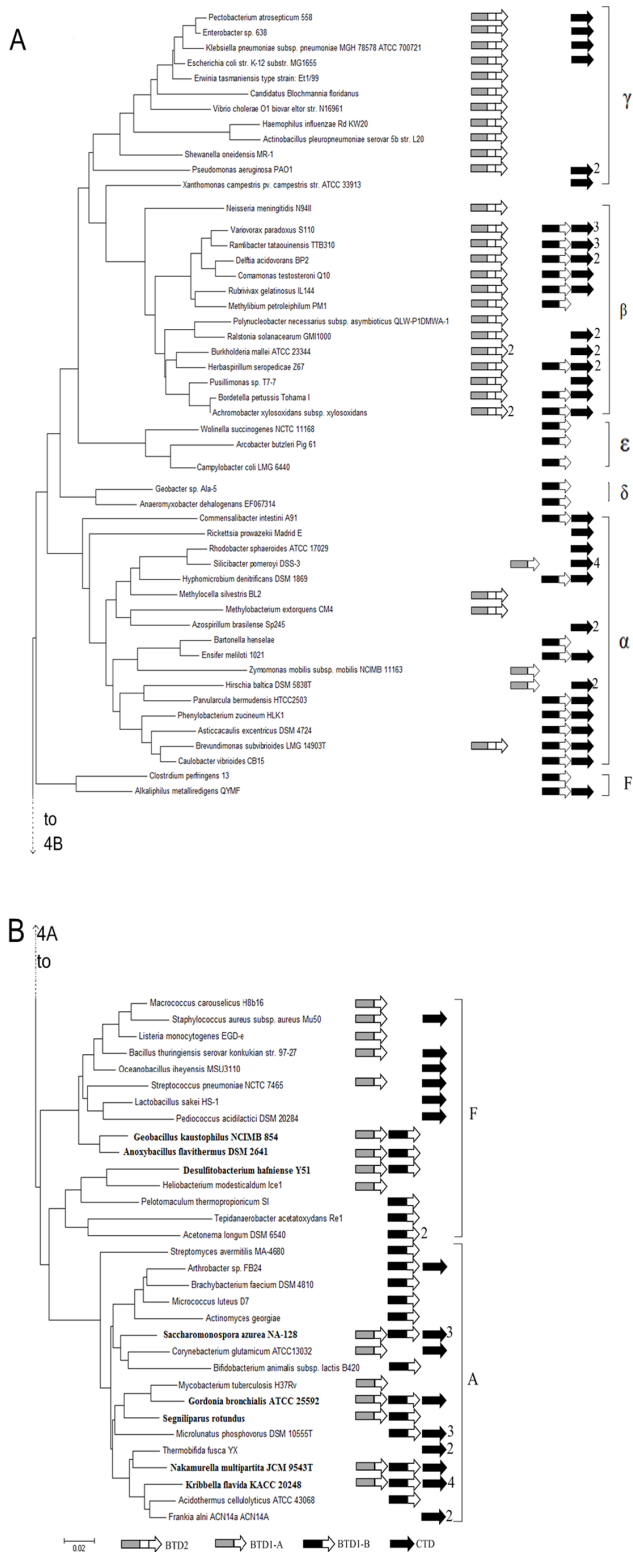 A
Pectobacterium atrosepticum 558
Enterobacter sp. 638
Klebsiella pneumoniae subsp. pneumoniae MGH 78578 ATCC 700721
Escherichia coli str. K-12 substr. MG1655
Erwinia tasmaniensis type strain: Et1/99
Candidatus Blochmannia floridanus
Vibrio cholerae O1 biovar eltor str. N16961
Haemophilus influenzae Rd KW20
Actinobacillus pleuropneumoniae serovar 5b str. L20
Shewanella oneidensis MR-1
Pseudomonas aeruginosa PAO1 2
Xanthomonas campestris pv. campestris str. ATCC 33913
γ
Neisseria meningitidis N94II
Variovorax paradoxus S110 3
Ramlibacter tataouinensis TTB310 3
Delftia acidovorans BP2 2
Comamonas testosteroni Q10
Rubrivivax gelatinosus IL144
Methylibium petroleiphilum PM1
Polynucleobacter necessarius subsp. asymbioticus QLW-P1DMWA-1
Ralstonia solanacearum GMI1000 2
Burkholderia mallei ATCC 23344 2 2
Herbaspirillum seropedicae Z67 2
Pusillimonas sp. T7-7
Bordetella pertussis Tohama I
Achromobacter xylosoxidans subsp. xylosoxidans 2
β
Wolinella succinogenes NCTC 11168
Arcobacter butzleri Pig 61
Campylobacter coli LMG 6440
ε
Geobacter sp. Ala-5
Anaeromyxobacter dehalogenans EF067314
δ
Commensalibacter intestini A91
Rickettsia prowazekii Madrid E
Rhodobacter sphaeroides ATCC 17029
Silicibacter pomeroyi DSS-3 4
Hyphomicrobium denitrificans DSM 1869
Methylocella silvestris BL2
Methylobacterium extorquens CM4
Azospirillum brasilense Sp245 2
Bartonella henselae
Ensifer meliloti 1021
Zymomonas mobilis subsp. mobilis NCIMB 11163
Hirschia baltica DSM 5838T 2
Parvularcula bermudensis HTCC2503
Phenylobacterium zucineum HLK1
Asticcacaulis excentricus DSM 4724
Brevundimonas subvibrioides LMG 14903T
Caulobacter vibrioides CB15
α
Clostrdium perfringens 13
Alkaliphilus metalliredigens QYMF
F
to
4B
B
4A
to
Macrococcus carouselicus H8b16
Staphylococcus aureus subsp. aureus Mu50
Listeria monocytogenes EGD-e
Bacillus thuringiensis serovar konkukian str. 97-27
Oceanobacillus iheyensis MSU3110
Streptococcus pneumoniae NCTC 7465
Lactobacillus sakei HS-1
Pediococcus acidilactici DSM 20284
Geobacillus kaustophilus NCIMB 854
Anoxybacillus flavithermus DSM 2641
Desulfitobacterium hafniense Y51
Heliobacterium modesticaldum Ice1
Pelotomaculum thermopropionicum SI
Tepidanaerobacter acetatoxydans Re1
Acetonema longum DSM 6540 2
F
Streptomyces avermitilis MA-4680
Arthrobacter sp. FB24
Brachybacterium faecium DSM 4810
Micrococcus luteus D7
Actinomyces georgiae
Saccharomonospora azurea NA-128 3
Corynebacterium glutamicum ATCC13032
Bifidobacterium animalis subsp. lactis B420
Mycobacterium tuberculosis H37Rv
Gordonia bronchialis ATCC 25592
Segniliparus rotundus
Microlunatus phosphovorus DSM 10555T 3
Thermobifida fusca YX 2
Nakamurella multipartita JCM 9543T
Kribbella flavida KACC 20248 4
Acidothermus cellulolyticus ATCC 43068
Frankia alni ACN14a ACN14A 2
A
0.02
BTD2
BTD1-A
BTD1-B
CTD